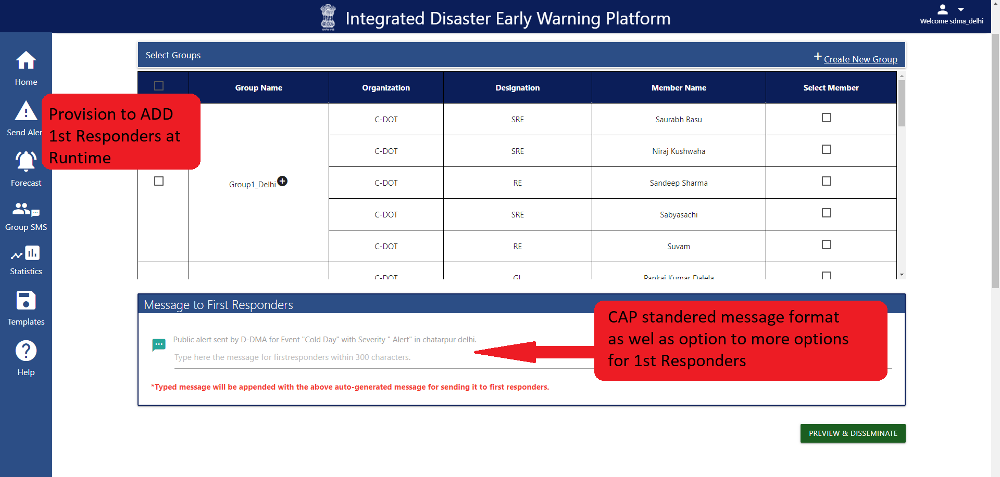 Integrated Disaster Early Warning Platform
Welcome sdma_delhi
Home
Send Aler
Forecast
Group SMS
Statistics
Templates
Help
Select Groups
+ Create New Group
Group Name Organization Designation Member Name Select Member
Provision to ADD
1st Responders at
Runtime
Group1_Delhi
C-DOT SRE Saurabh Basu
C-DOT SRE Niraj Kushwaha
C-DOT RE Sandeep Sharma
C-DOT SRE Sabyasachi
C-DOT RE Suvam
C-DOT GL Pankaj Kumar Dalela
Message to First Responders
Public alert sent by D-DMA for Event "Cold Day" with Severity " Alert" in chatarpur delhi.
Type here the message for firstresponders within 300 characters.
*Typed message will be appended with the above auto-generated message for sending it to first responders.
CAP standered message format
as wel as option to more options
for 1st Responders
PREVIEW & DISSEMINATE